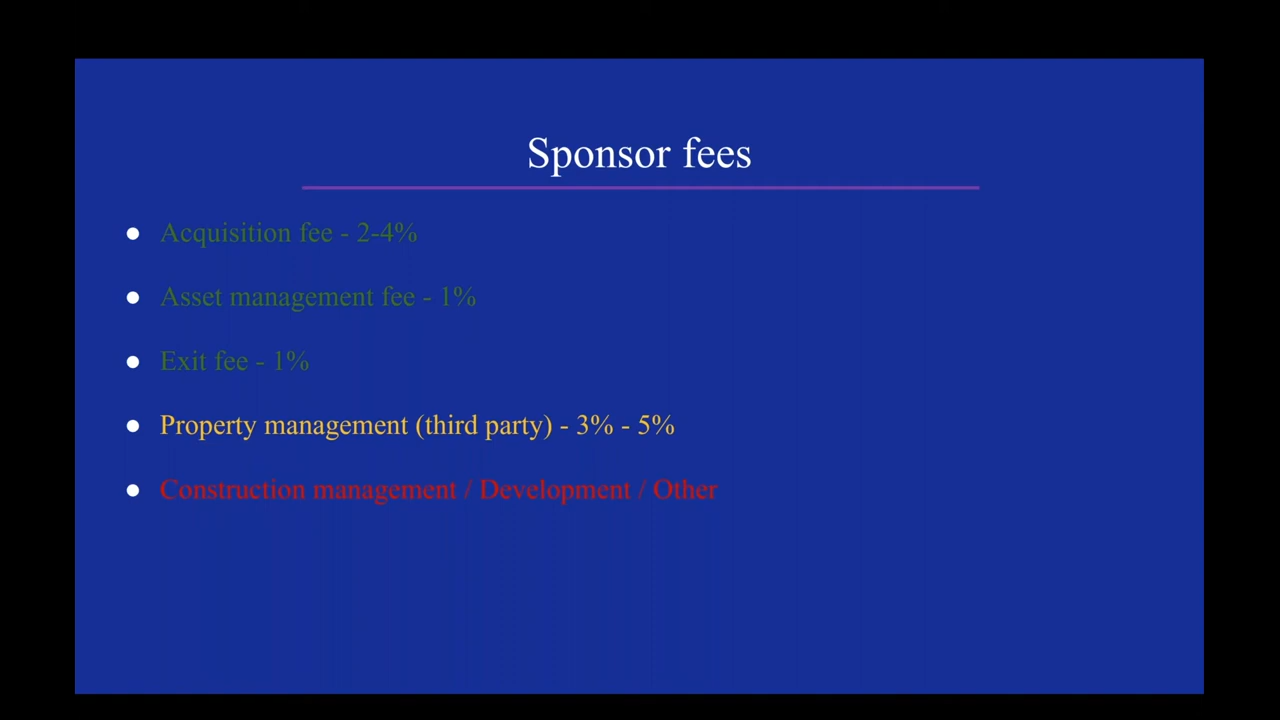 Sponsor fees
● Acquisition fee - 2-4%
● Asset management fee - 1%
● Exit fee - 1%
● Property management (third party) - 3% - 5%
● Construction management / Development / Other